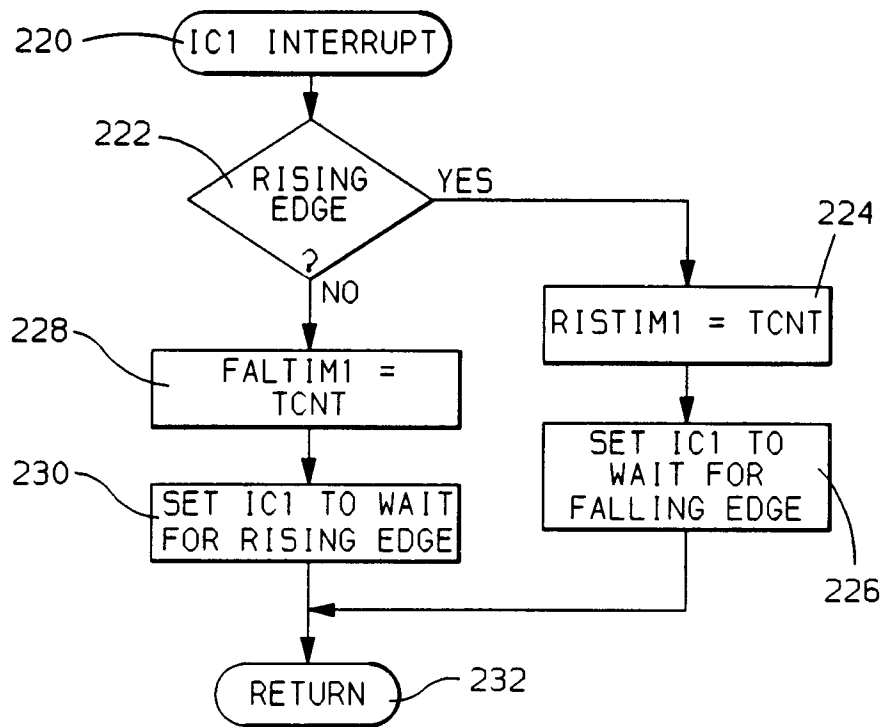 220
IC1 INTERRUPT
222
RISING
EDGE
?
YES
NO
224
RISTIM1 = TCNT
228
FALTIM1 =
TCNT
SET IC1 TO
WAIT FOR
FALLING EDGE
226
230
SET IC1 TO WAIT
FOR RISING EDGE
RETURN
232